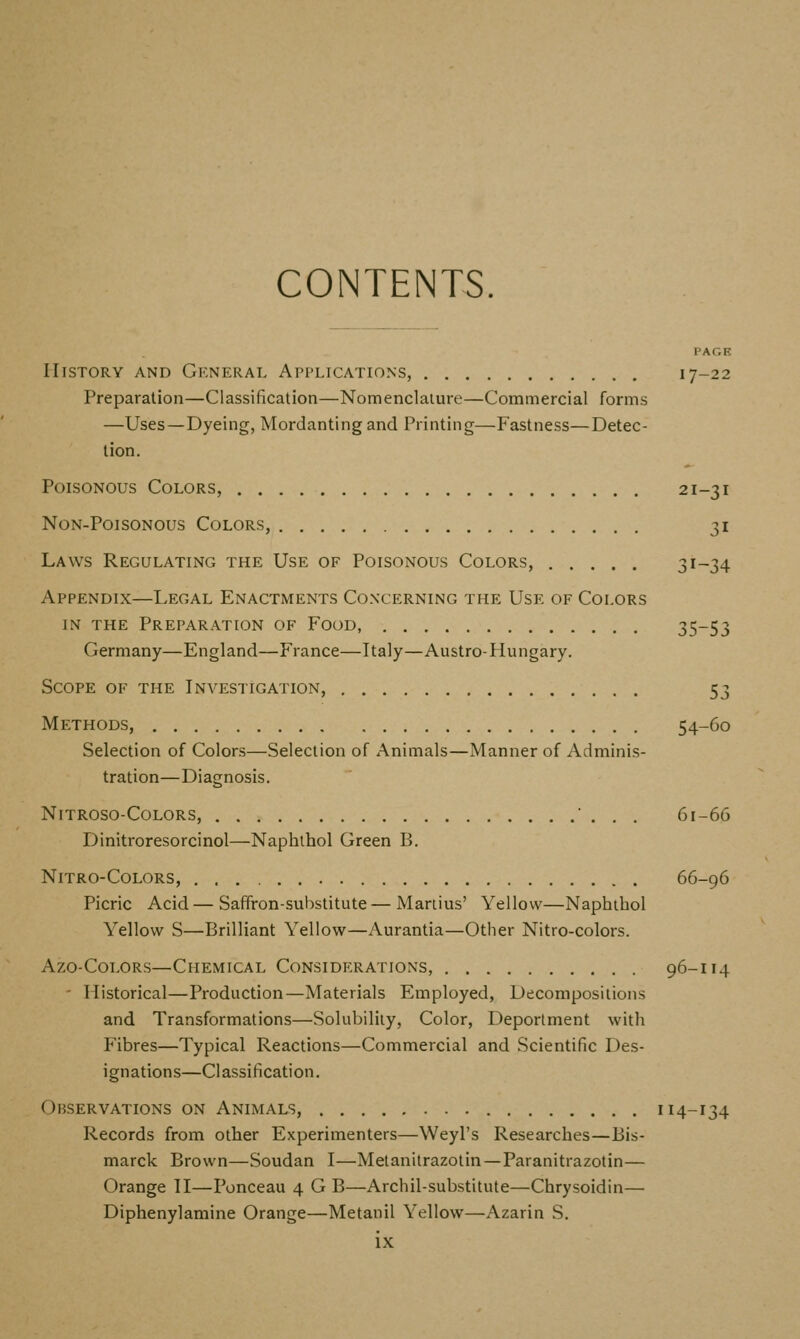 CONTENTS.
PAGE
HISTORY AND GENERAL APPLICATIONS, . . . . . . . . . . . 17–22
Preparation—Classification—Nomenclature—Commercial forms
—Uses—Dyeing, Mordanting and Printing—Fastness—Detec-
tion.
POISONOUS COLORS, . . . . . . . . . . . . . . . . . . . . 21–31
NON-POISONOUS COLORS, . . . . . . . . . . . . . . . . . . 31
LAWS REGULATING THE USE OF POISONOUS COLORS, . . . . . 31–34
APPENDIX—LEGAL ENACTMENTS CONCERNING THE USE OF COLORS
IN THE PREPARATION OF FOOD, . . . . . . . . . . . . . 35–53
Germany—England—France—Italy—Austro-Hungary.
SCOPE OF THE INVESTIGATION, . . . . . . . . . . . . . . . 53
METHODS, . . . . . . . . . . . . . . . . . . . . . . . 54–60
Selection of Colors—Selection of Animals—Manner of Adminis-
tration—Diagnosis.
NITROSO-COLORS, . . . . . . . . . . . . . . . . . . . . . 61–66
Dinitroresorcinol—Naphthol Green B.
NITRO-COLORS, . . . . . . . . . . . . . . . . . . . . . . 66–96
Picric Acid — Saffron-substitute — Martius' Yellow—Naphthol
Yellow S—Brilliant Yellow—Aurantia—Other Nitro-colors.
AZO-COLORS—CHEMICAL CONSIDERATIONS, . . . . . . . . . . 96–114
Historical—Production—Materials Employed, Decompositions
and Transformations—Solubility, Color, Deportment with
Fibres—Typical Reactions—Commercial and Scientific Des-
ignations—Classification.
OBSERVATIONS ON ANIMALS, . . . . . . . . . . . . . . . . 114–134
Records from other Experimenters—Weyl's Researches—Bis-
marck Brown—Soudan I—Metanitrazotin—Paranitrazotin—
Orange II—Ponceau 4 G B—Archil-substitute—Chrysoidin—
Diphenylamine Orange—Metanil Yellow—Azarin S.
ix